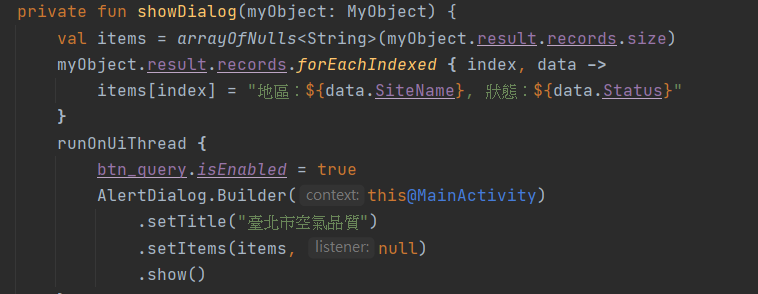 private fun showDialog(myObject: MyObject) {
    val items = arrayOfNulls<String>(myObject.result.records.size)
    myObject.result.records.forEachIndexed { index, data ->
        items[index] = "地區：${data.SiteName}, 狀態：${data.Status}"
    }
    runOnUiThread {
        btn_query.isEnabled = true
        AlertDialog.Builder( context: this@MainActivity)
            .setTitle("臺北市空氣品質")
            .setItems(items, listener: null)
            .show()